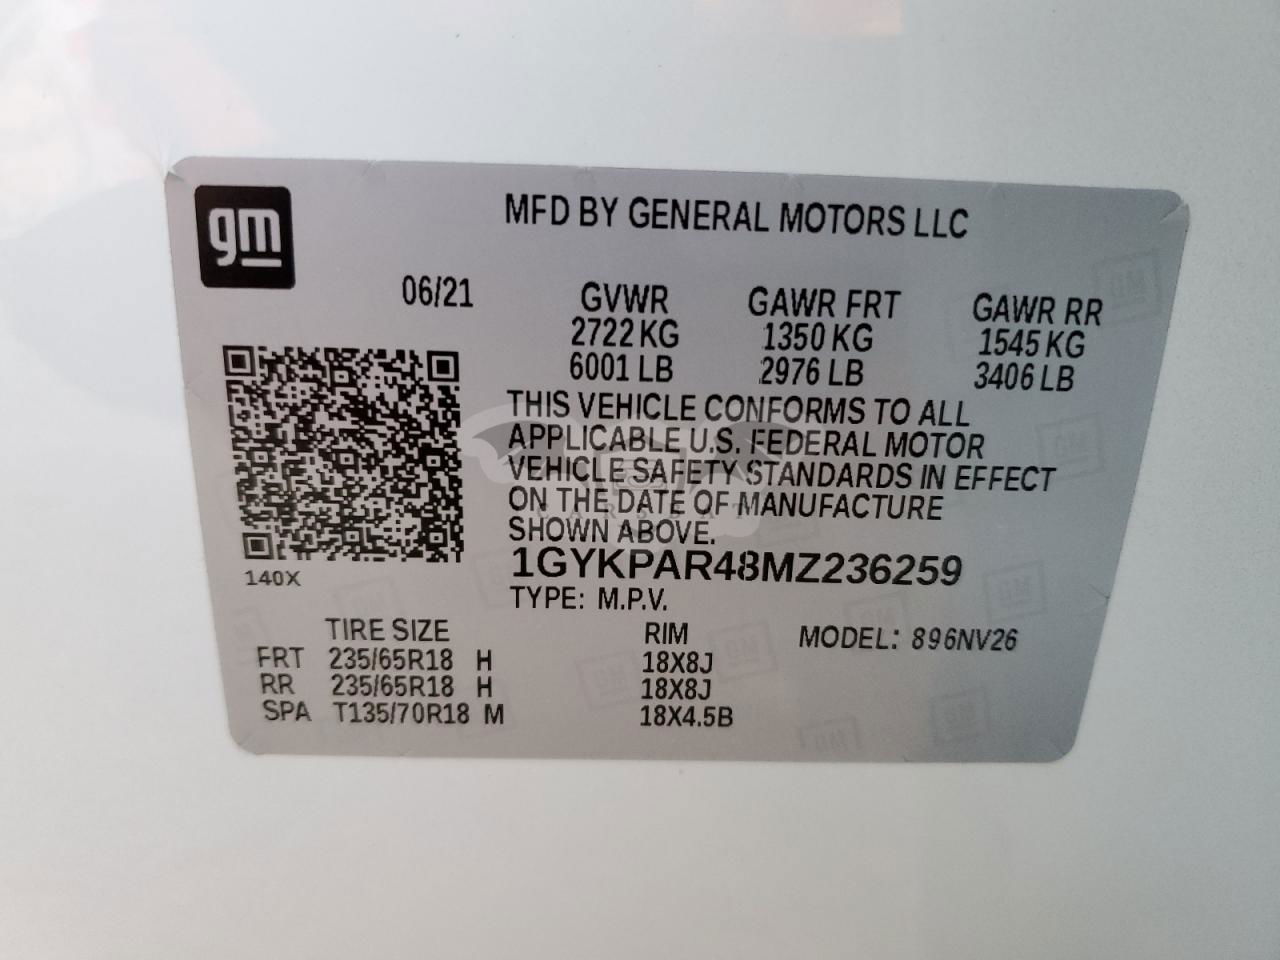 gm
MFD BY GENERAL MOTORS LLC
06/21 GVWR GAWR FRT GAWR RR
2722 KG 1350 KG 1545 KG
6001 LB 2976 LB 3406 LB
THIS VEHICLE CONFORMS TO ALL
APPLICABLE U.S. FEDERAL MOTOR
VEHICLE SAFETY STANDARDS IN EFFECT
ON THE DATE OF MANUFACTURE
SHOWN ABOVE.
1GYKPAR48MZ236259
140X
TYPE: M.P.V.
TIRE SIZE RIM MODEL: 896NV26
FRT 235/65R18 H 18X8J
RR 235/65R18 H 18X8J
SPA T135/70R18 M 18X4.5B